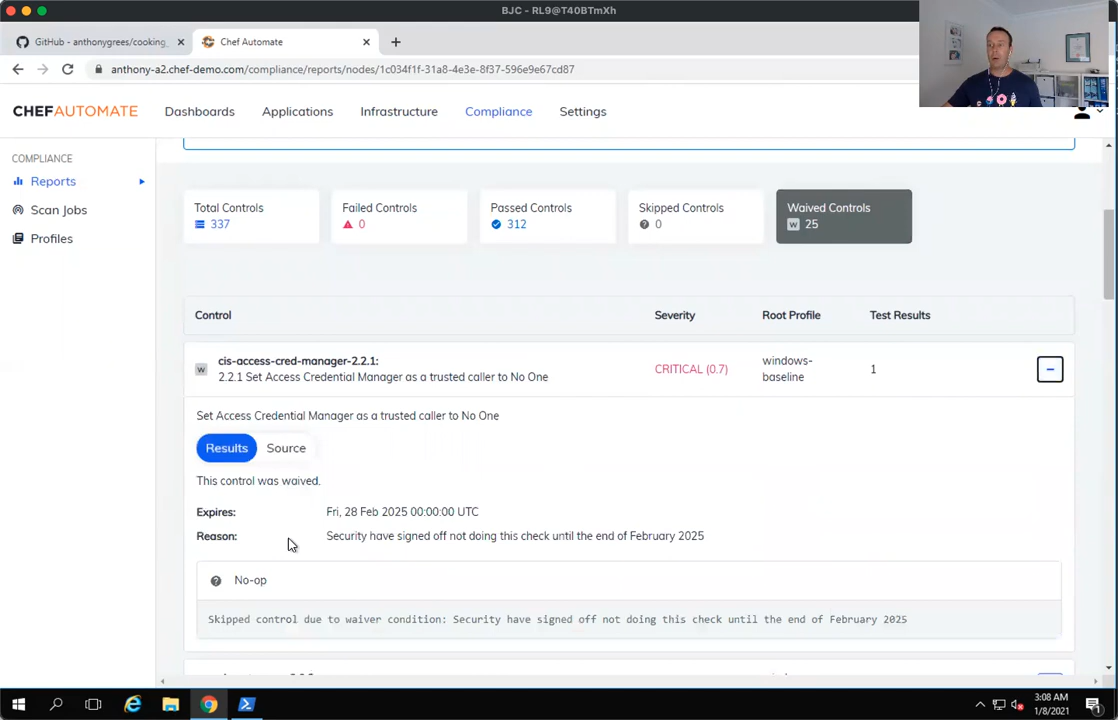 BJC - RL9@T40BTmXh
GitHub - anthonygrees/cooking_
Chef Automate
anthony-a2.chef-demo.com/compliance/reports/nodes/1c034f1f-31a8-4e3e-8f37-596e9e67cd87
CHEFAUTOMATE
Dashboards
Applications
Infrastructure
Compliance
Settings
COMPLIANCE
Reports
Scan Jobs
Profiles
Total Controls
337
Failed Controls
0
Passed Controls
312
Skipped Controls
0
Waived Controls
W 25
Control
Severity
Root Profile
Test Results
W
cis-access-cred-manager-2.2.1:
2.2.1 Set Access Credential Manager as a trusted caller to No One
CRITICAL (0.7)
windows-
baseline
1
Set Access Credential Manager as a trusted caller to No One
Results
Source
This control was waived.
Expires:
Fri, 28 Feb 2025 00:00:00 UTC
Reason:
Security have signed off not doing this check until the end of February 2025
No-op
Skipped control due to waiver condition: Security have signed off not doing this check until the end of February 2025
3:08 AM
1/8/2021
1